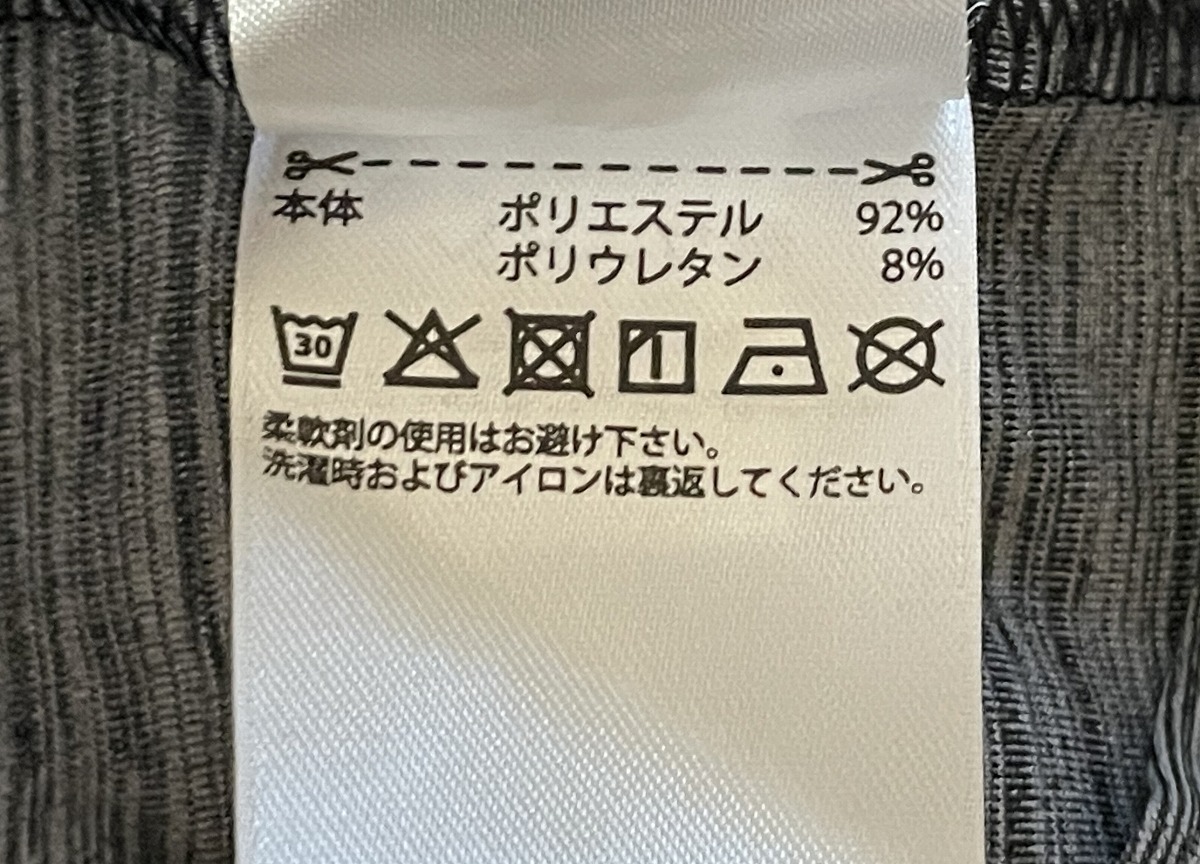 本体 ポリエステル 92%
ポリウレタン 8%
30
柔軟剤の使用はお避け下さい。
洗濯時およびアイロンは裏返してください。